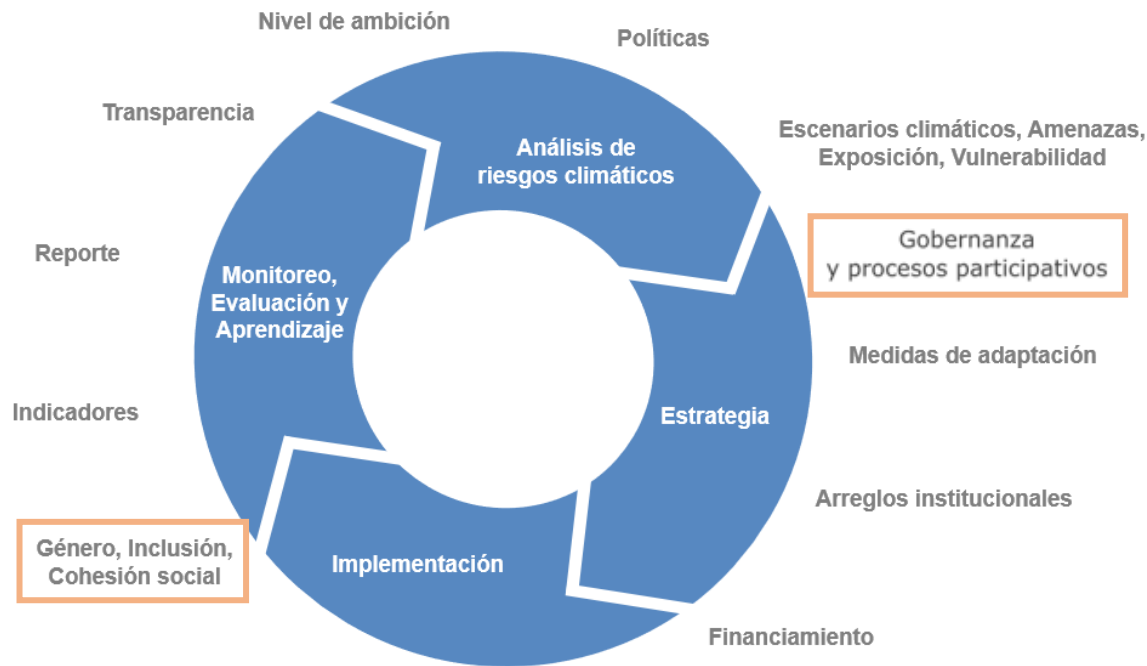 Nivel de ambición
Políticas
Transparencia
Escenarios climáticos, Amenazas,
Exposición, Vulnerabilidad
Análisis de
riesgos climáticos
Gobernanza
y procesos participativos
Reporte
Monitoreo,
Evaluación y
Aprendizaje
Medidas de adaptación
Indicadores
Estrategia
Arreglos institucionales
Género, Inclusión,
Cohesión social
Implementación
Financiamiento